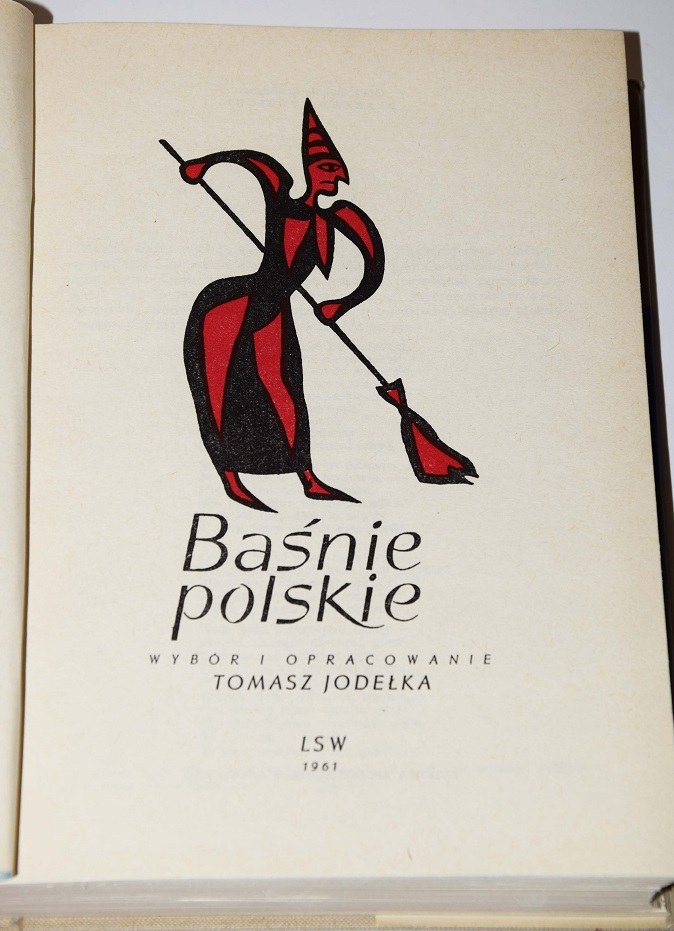 Baśnie
polskie
WYBÓR I OPRACOWANIE
TOMASZ JODEŁKA
LSW
1961